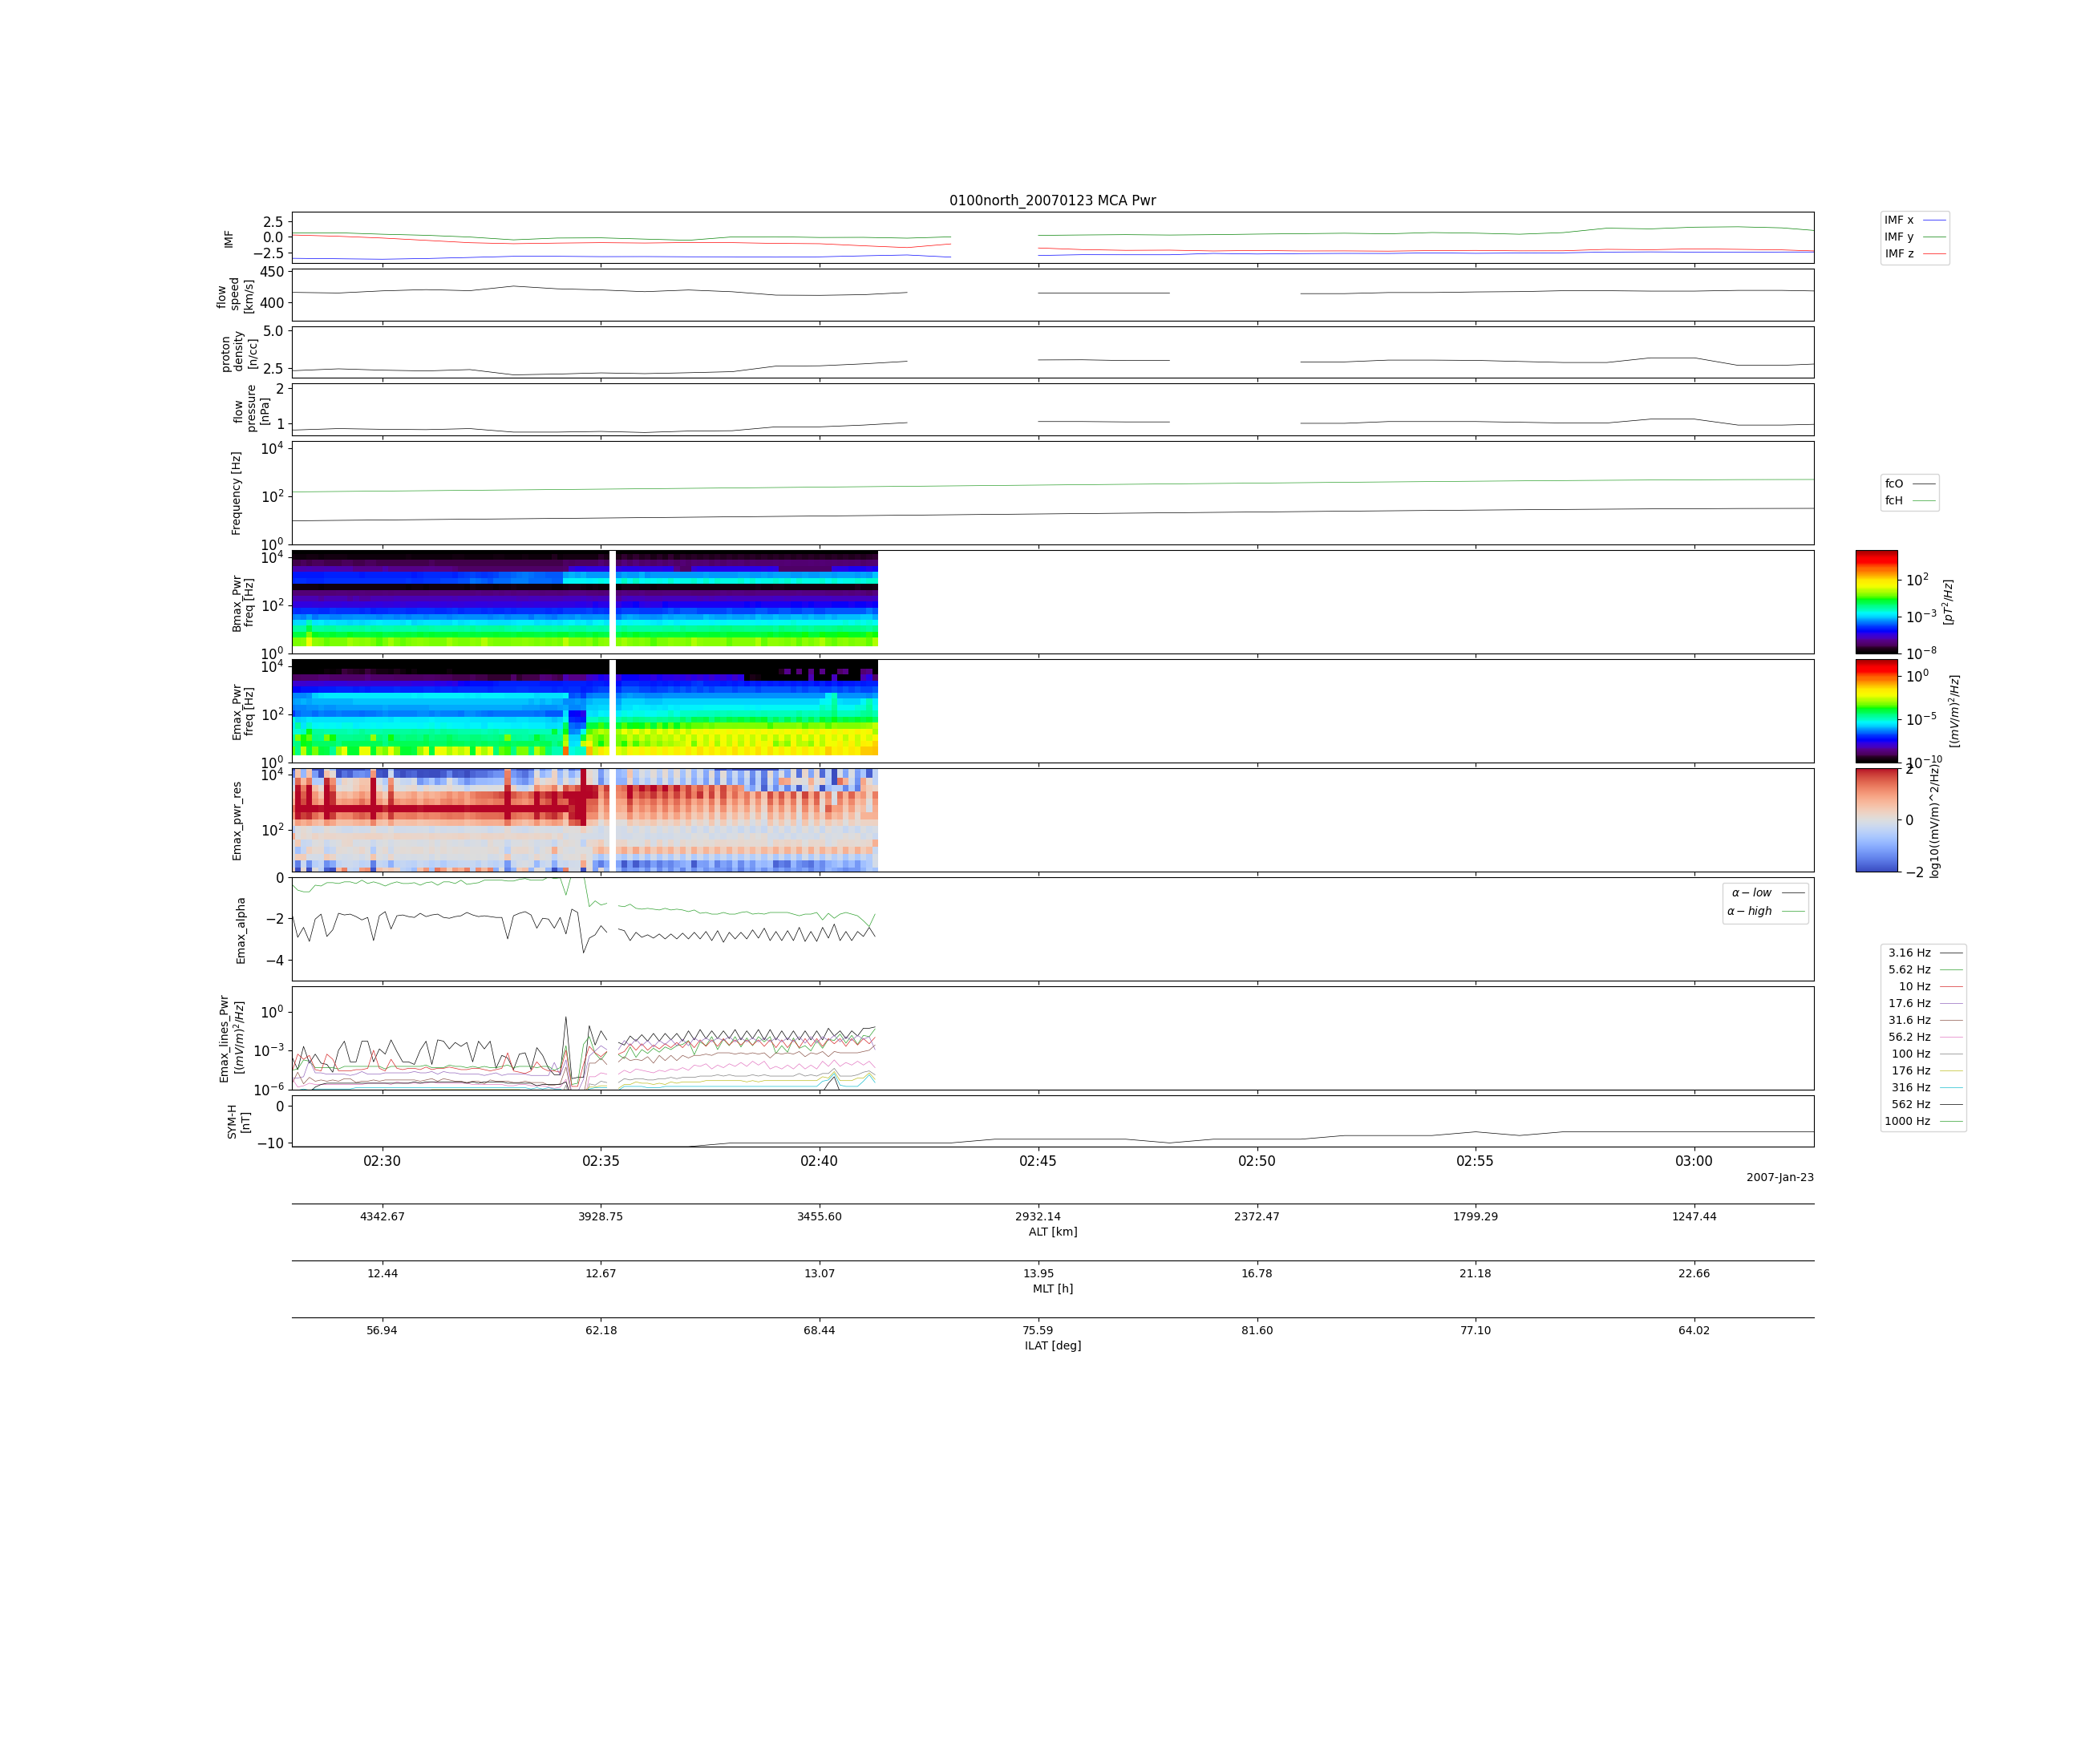 0100north_20070123 MCA Pwr
IMF
2.5
0.0
−2.5
IMF x
IMF y
IMF z
flow
speed
[km/s]
450
400
proton
density
[n/cc]
5.0
2.5
flow
pressure
[nPa]
2
1
Frequency [Hz]
10^4
10^2
10^0
fcO
fcH
Bmax_Pwr
freq [Hz]
10^4
10^2
10^0
10^2
10^−3
10^−8
[pT^2/Hz]
Emax_Pwr
freq [Hz]
10^4
10^2
10^0
10^0
10^−5
10^−10
[(mV/m)^2/Hz]
Emax_pwr_res
10^4
10^2
2
0
−2
log10((mV/m)^2/Hz)
Emax_alpha
0
−2
−4
α − low
α − high
Emax_lines_Pwr
[(mV/m)^2/Hz]
10^0
10^−3
10^−6
3.16 Hz
5.62 Hz
10 Hz
17.6 Hz
31.6 Hz
56.2 Hz
100 Hz
176 Hz
316 Hz
562 Hz
1000 Hz
SYM-H
[nT]
0
−10
02:30 02:35 02:40 02:45 02:50 02:55 03:00
2007-Jan-23
4342.67 3928.75 3455.60 2932.14 2372.47 1799.29 1247.44
ALT [km]
12.44 12.67 13.07 13.95 16.78 21.18 22.66
MLT [h]
56.94 62.18 68.44 75.59 81.60 77.10 64.02
ILAT [deg]